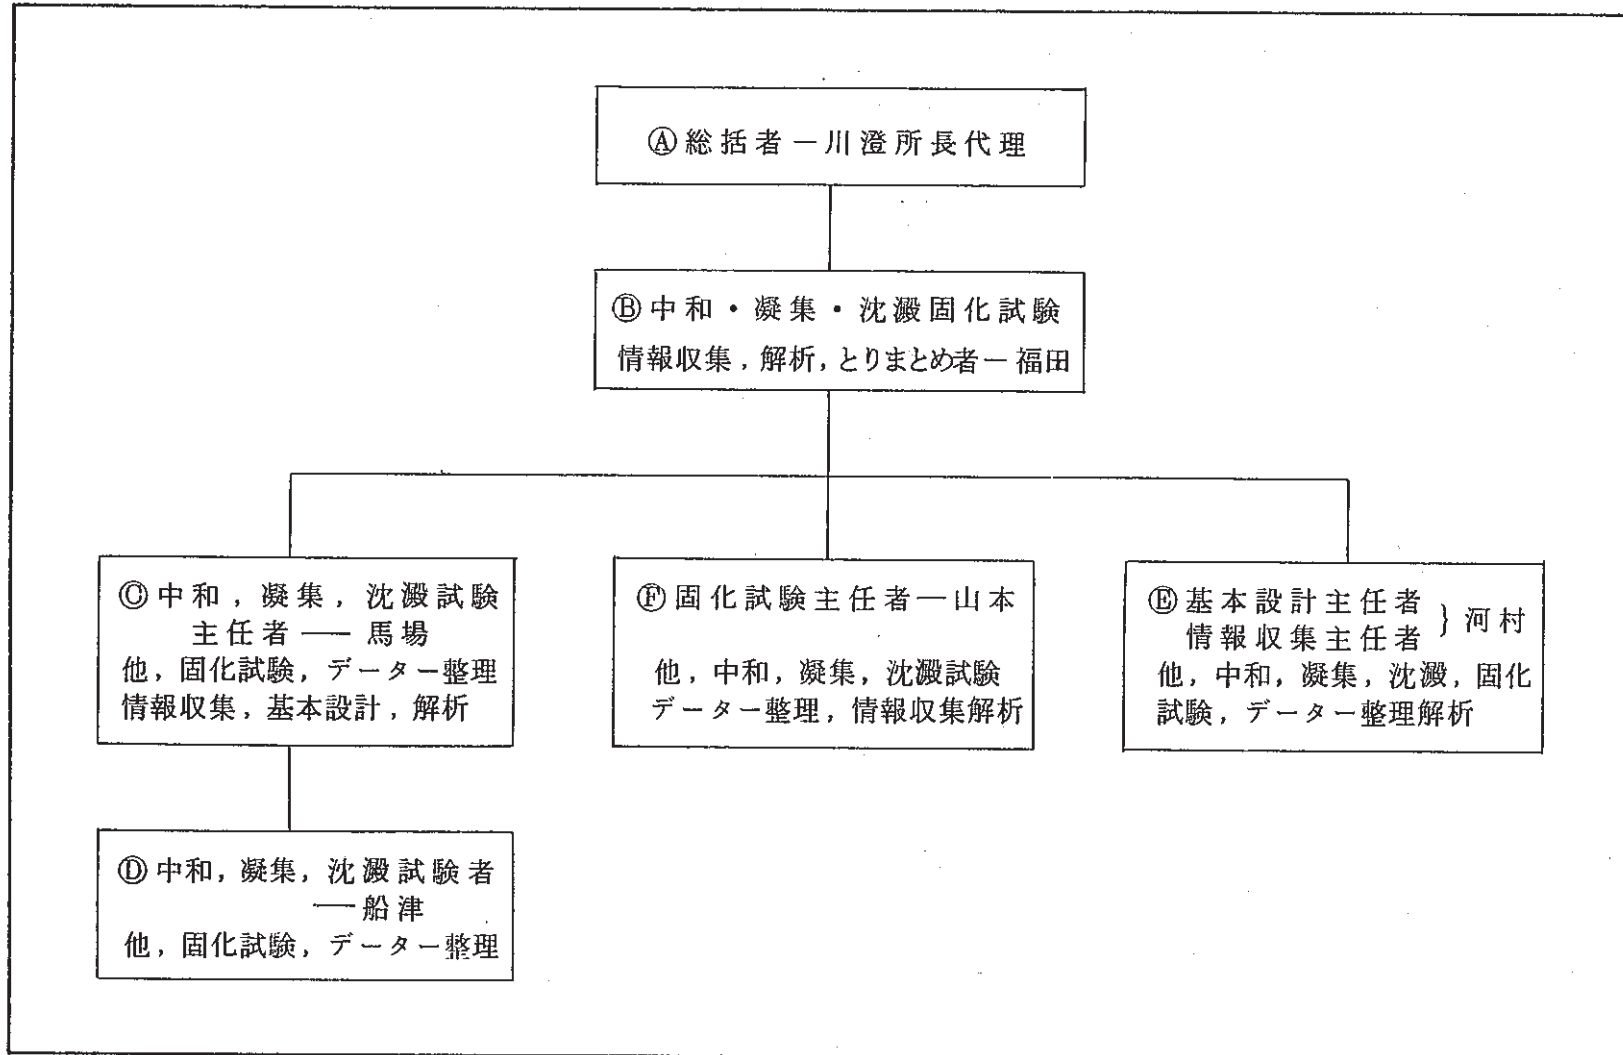 Ⓐ総括者－川澄所長代理
Ⓑ中和・凝集・沈澱固化試験
情報収集，解析，とりまとめ者－福田
Ⓒ中和，凝集，沈澱試験
主任者 ── 馬場
他，固化試験，データー整理
情報収集，基本設計，解析
Ⓕ固化試験主任者─山本
他，中和，凝集，沈澱試験
データー整理，情報収集解析
Ⓔ基本設計主任者
情報収集主任者 } 河村
他，中和，凝集，沈澱，固化
試験，データー整理解析
Ⓓ中和，凝集，沈澱試験者
── 船津
他，固化試験，データー整理